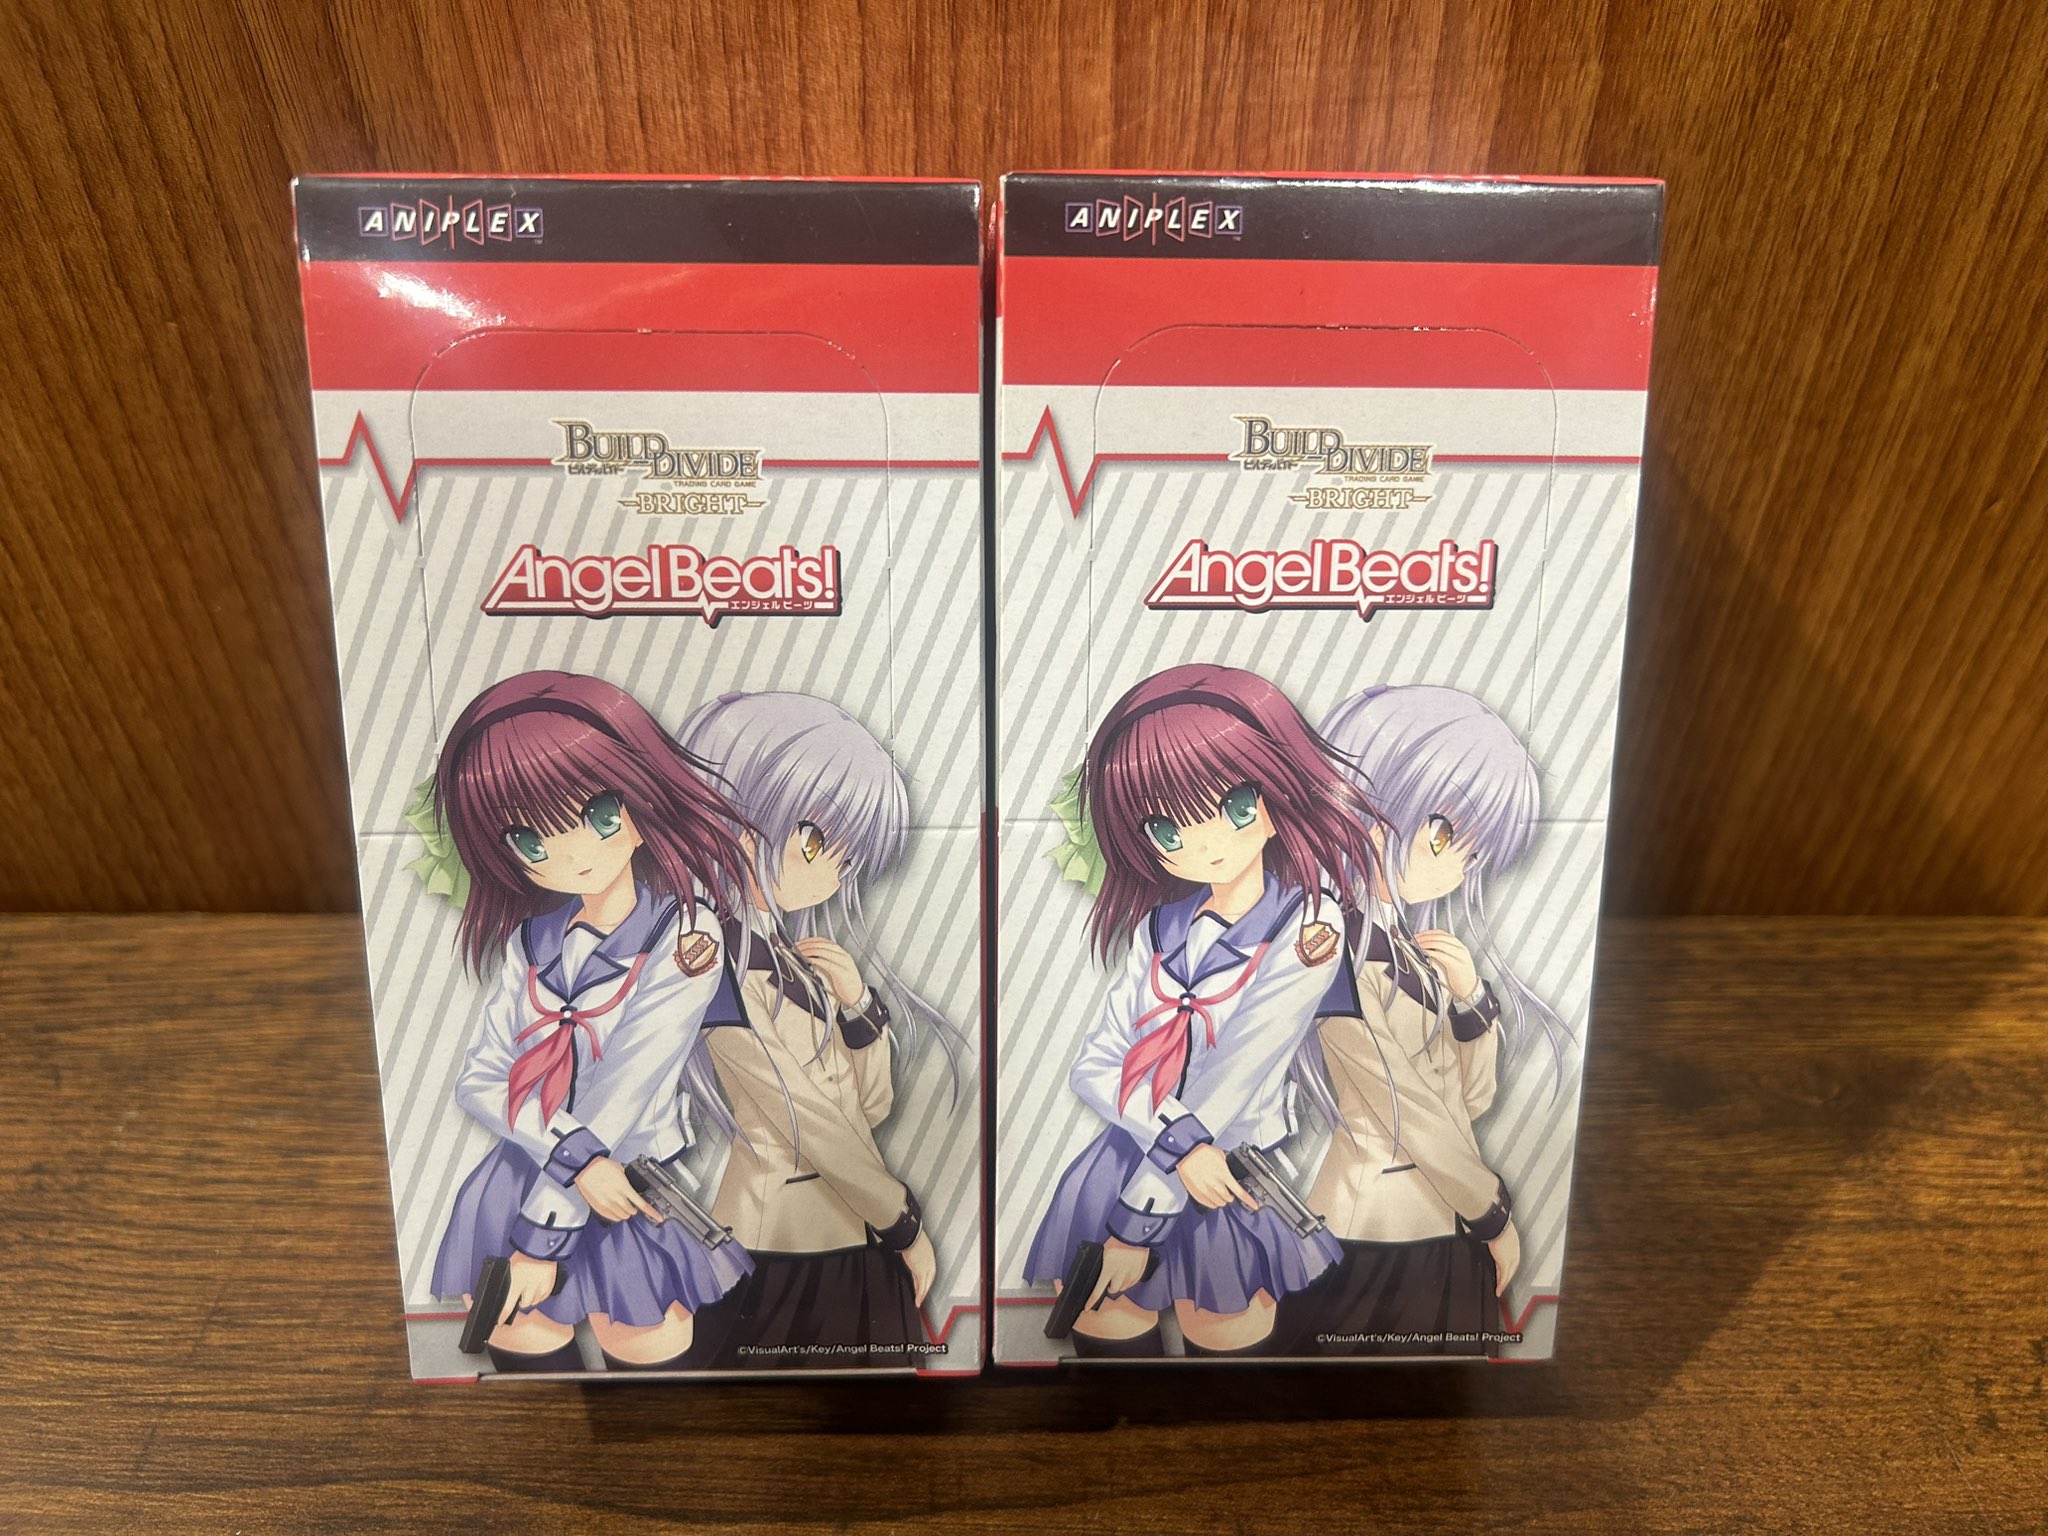 ANIPLEX
BUILD DIVIDE
ビルディバイド
TRADING CARD GAME
-BRIGHT-
Angel Beats!
エンジェルビーツ
©VisualArt's/Key/Angel Beats! Project
ANIPLEX
BUILD DIVIDE
ビルディバイド
TRADING CARD GAME
-BRIGHT-
Angel Beats!
エンジェルビーツ
©VisualArt's/Key/Angel Beats! Project